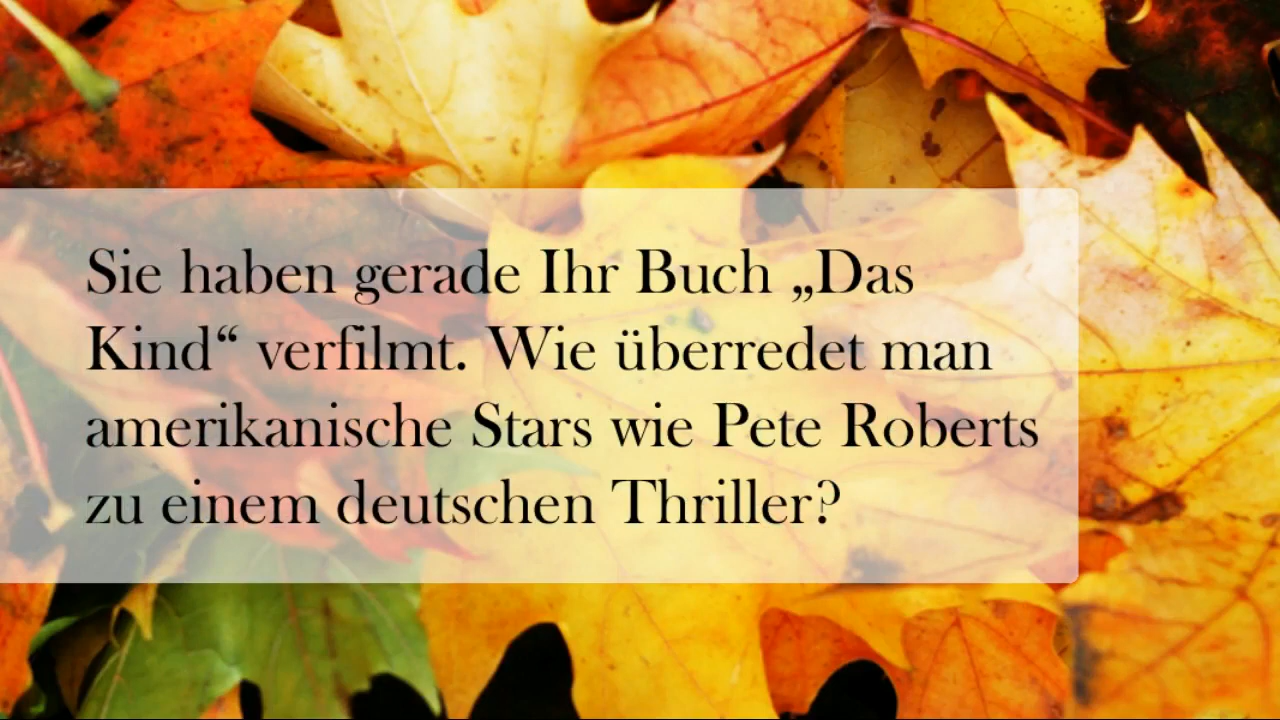 Sie haben gerade Ihr Buch „Das
Kind“ verfilmt. Wie überredet man
amerikanische Stars wie Pete Roberts
zu einem deutschen Thriller?